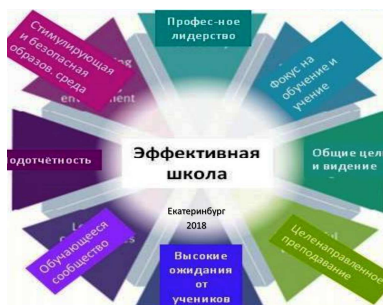 Профес-ное
лидерство
Стимулирующая
и безопасная
образов. среда
Фокус на
обучение и
учение
одотчётность
Эффективная
школа
Общие цел
и видение
Екатеринбург
2018
Обучающееся
сообщество
Высокие
ожидания
от
учеников
Целенаправленное
преподавание